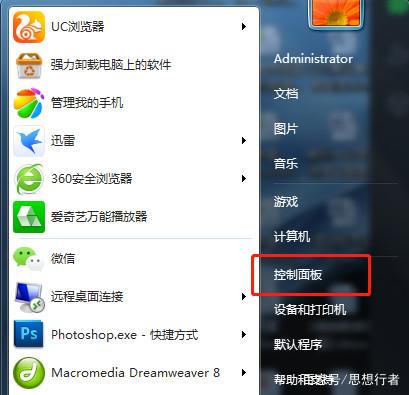 UC浏览器
强力卸载电脑上的软件
管理我的手机
迅雷
360安全浏览器
爱奇艺万能播放器
微信
远程桌面连接
Ps
Photoshop.exe - 快捷方式
Macromedia Dreamweaver 8
Administrator
文档
图片
音乐
游戏
计算机
控制面板
设备和打印机
默认程序
帮助和支持
百家号/思想行者